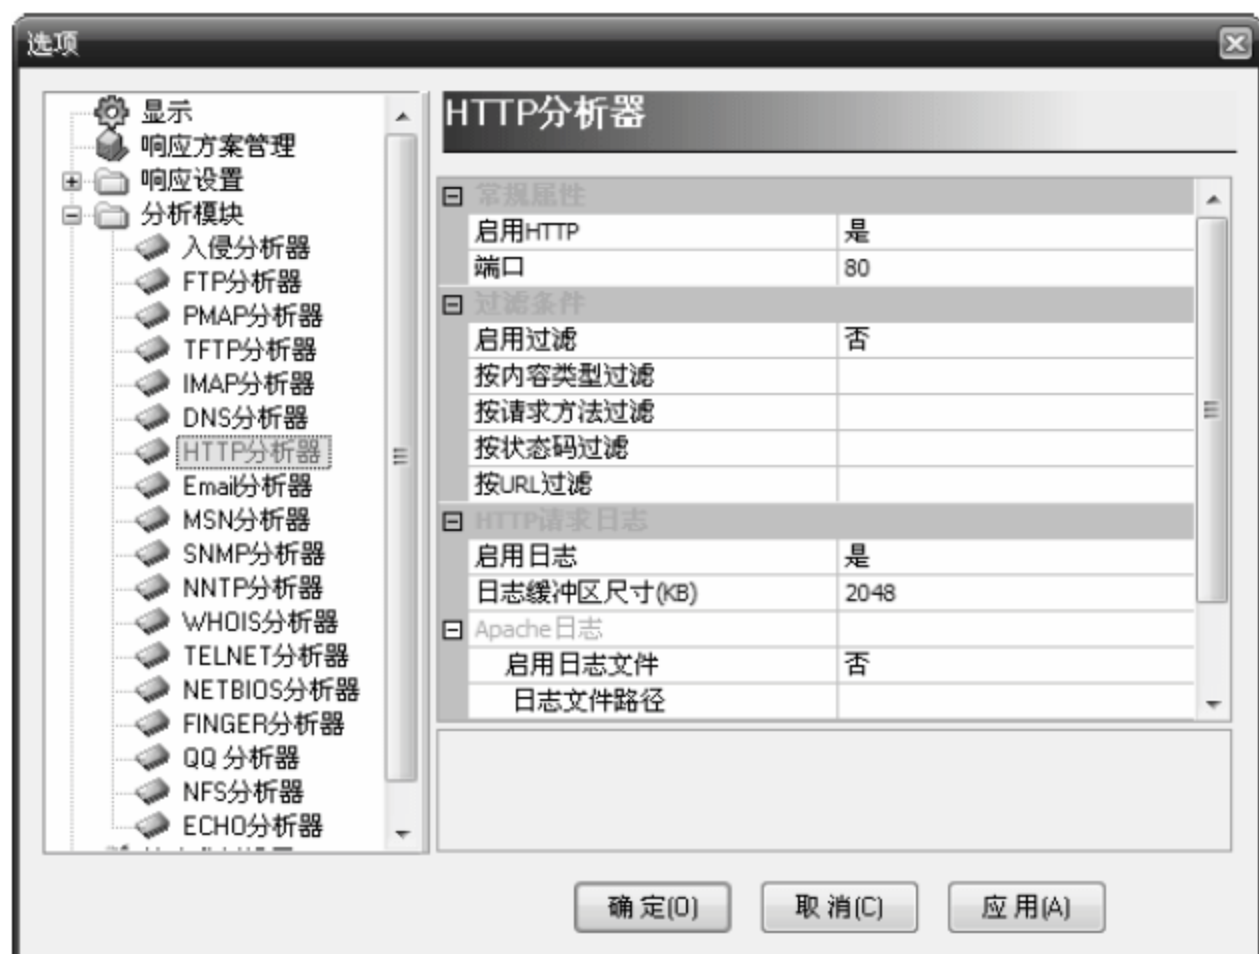 选项
显示
响应方案管理
响应设置
分析模块
入侵分析器
FTP分析器
PMAP分析器
TFTP分析器
IMAP分析器
DNS分析器
HTTP分析器
Email分析器
MSN分析器
SNMP分析器
NNTP分析器
WHOIS分析器
TELNET分析器
NETBIOS分析器
FINGER分析器
QQ 分析器
NFS分析器
ECHO分析器
HTTP分析器
常规属性
启用HTTP 是
端口 80
过滤条件
启用过滤 否
按内容类型过滤
按请求方法过滤
按状态码过滤
按URL过滤
HTTP请求日志
启用日志 是
日志缓冲区尺寸(KB) 2048
Apache日志
启用日志文件 否
日志文件路径
确 定(O) 取 消(C) 应 用(A)